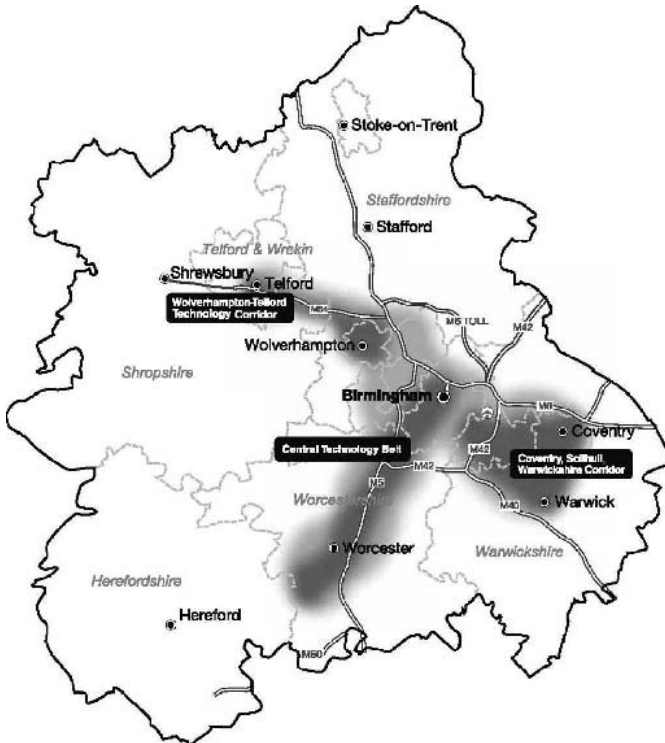 Stoke-on-Trent
Staffordshire
Stafford
Telford & Wrekin
Shrewsbury
Telford
Wolverhampton-Telford
Technology Corridor
M54
M6 TOLL
M42
Wolverhampton
Shropshire
Birmingham
M6
Coventry
Central Technology Belt
M42
M42
Coventry, Solihull,
Warwickshire Corridor
M5
Worcestershire
M40
Warwick
Worcester
Warwickshire
Herefordshire
Hereford
M50